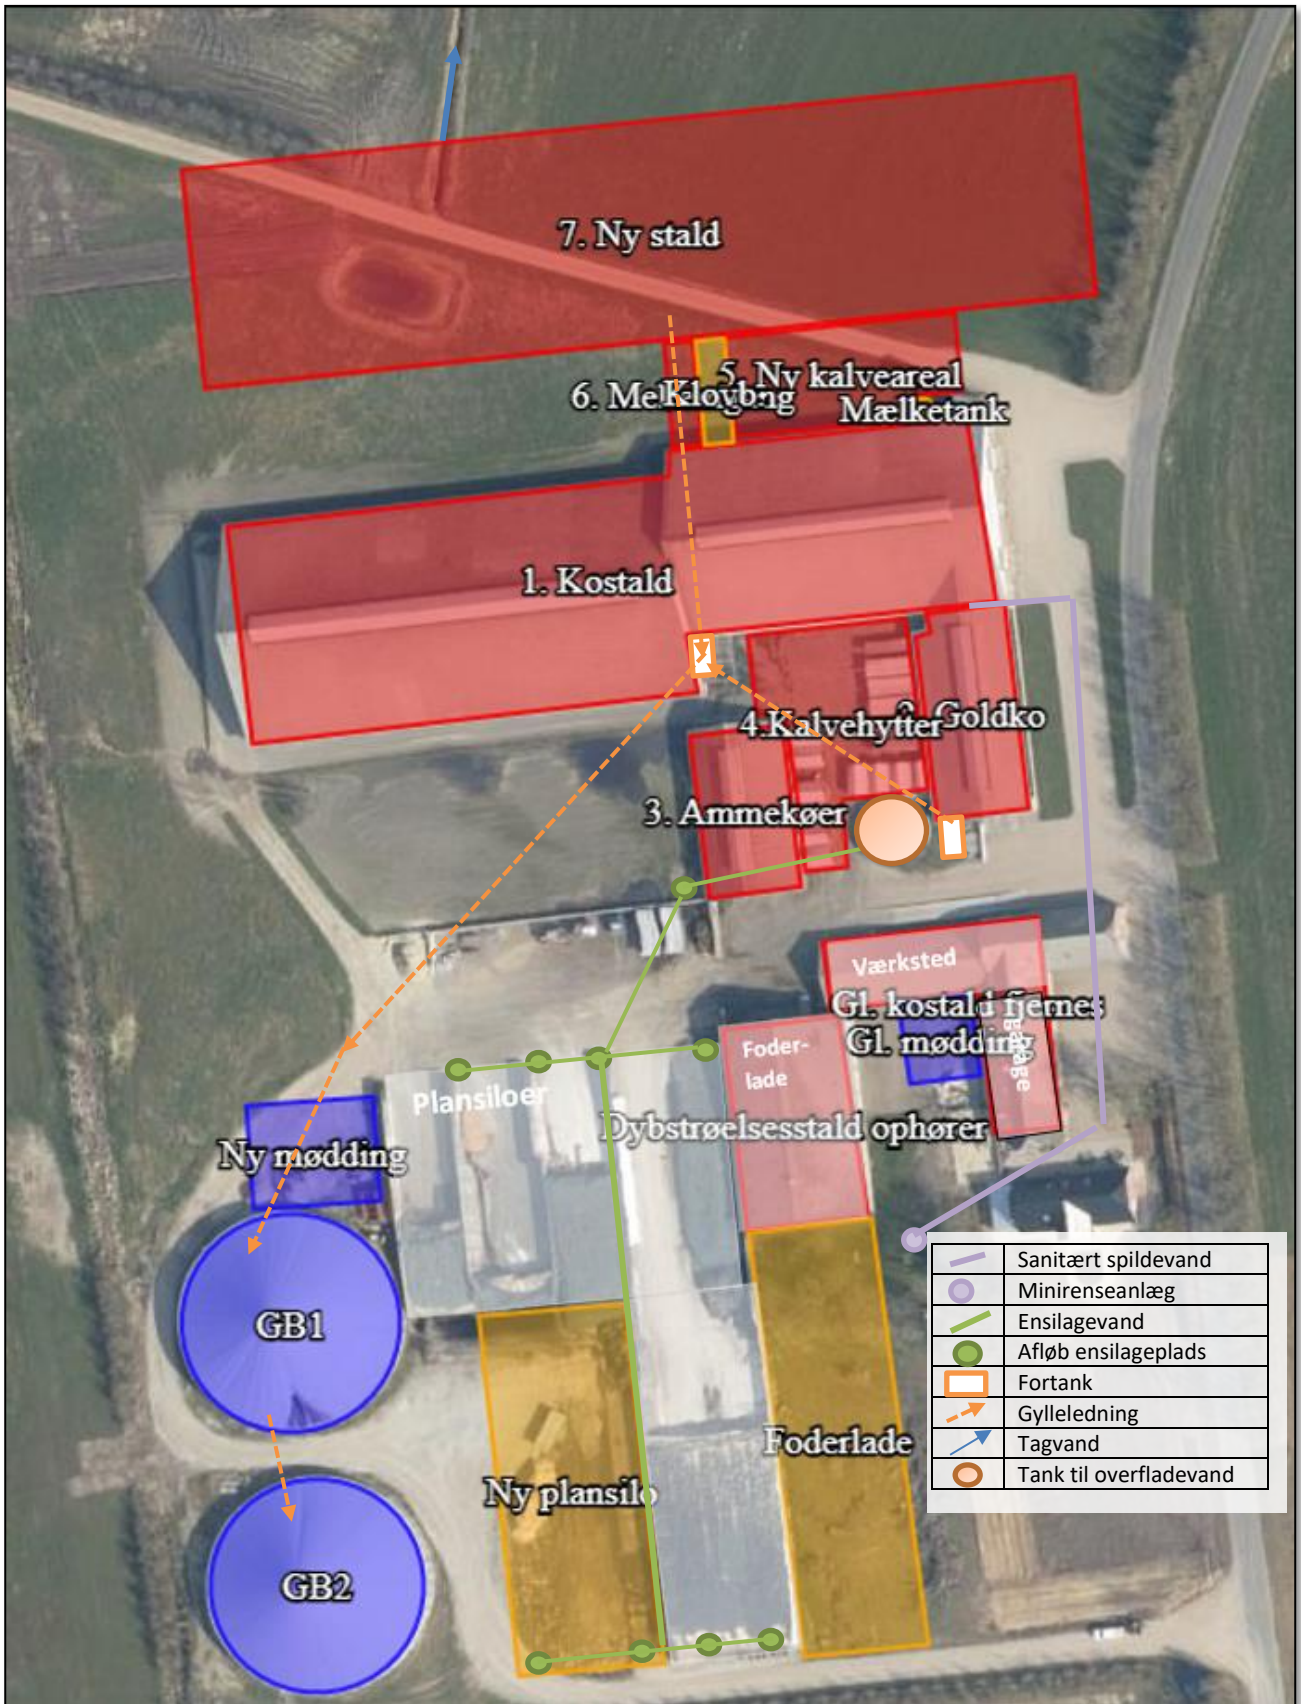 7. Ny stald
5. Ny kalveareal
6.
Mælketank
1. Kostald
4.Kalvehytter
Goldko
3. Ammekøer
Værksted
Gl. kostald fjernes
Gl. mødding
Foder-
lade
Plansiloer
Dybstrøelsesstald ophører
Ny mødding
GB1
Foderlade
Ny plansilo
GB2
Sanitært spildevand
Minirenseanlæg
Ensilagevand
Afløb ensilageplads
Fortank
Gylleledning
Tagvand
Tank til overfladevand